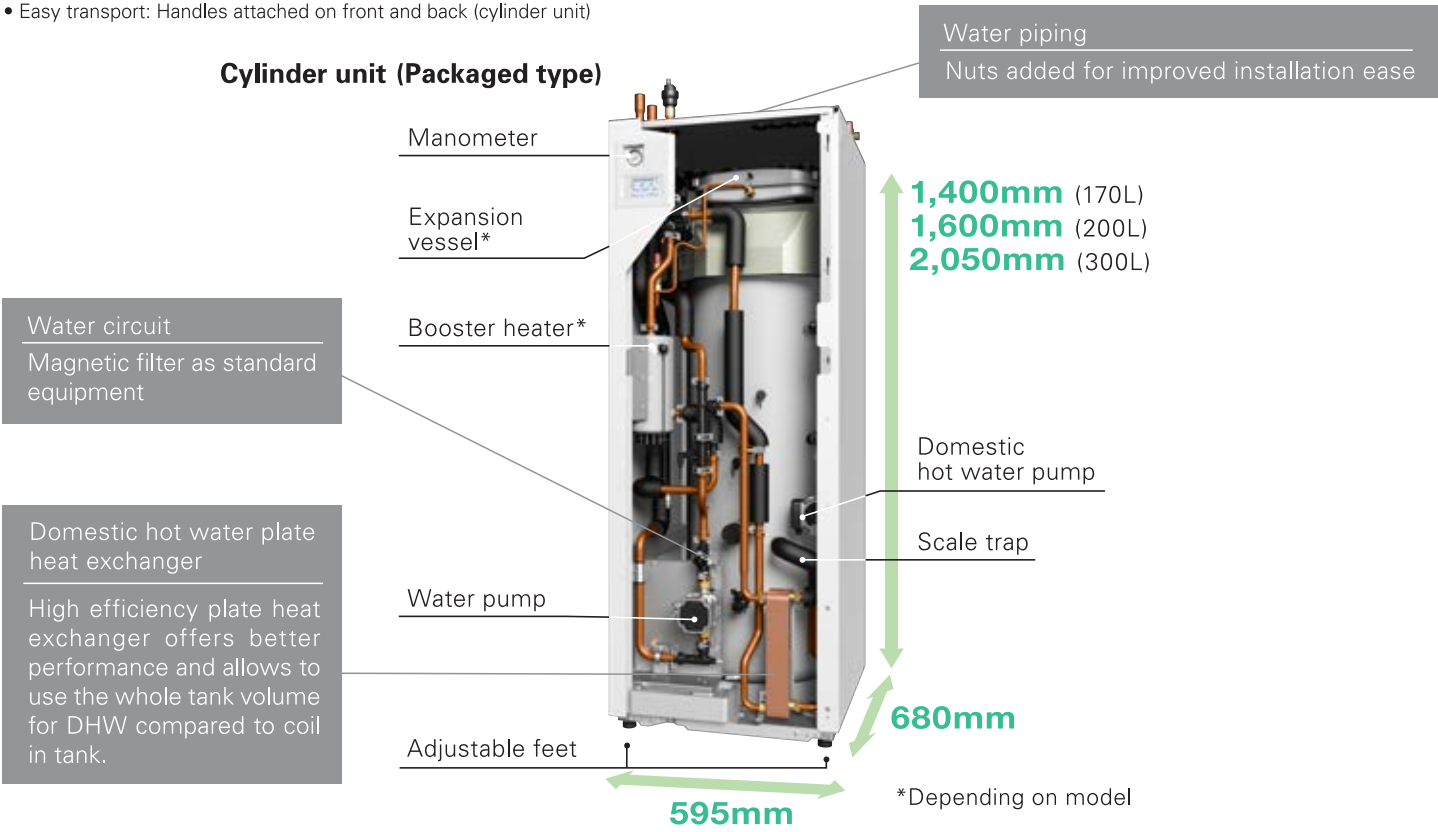 • Easy transport: Handles attached on front and back (cylinder unit)
Cylinder unit (Packaged type)
Water piping
Nuts added for improved installation ease
Manometer
Expansion
vessel*
Booster heater*
Water circuit
Magnetic filter as standard
equipment
Domestic hot water plate
heat exchanger
High efficiency plate heat
exchanger offers better
performance and allows to
use the whole tank volume
for DHW compared to coil
in tank.
Water pump
Adjustable feet
1,400mm (170L)
1,600mm (200L)
2,050mm (300L)
Domestic
hot water pump
Scale trap
680mm
595mm
*Depending on model